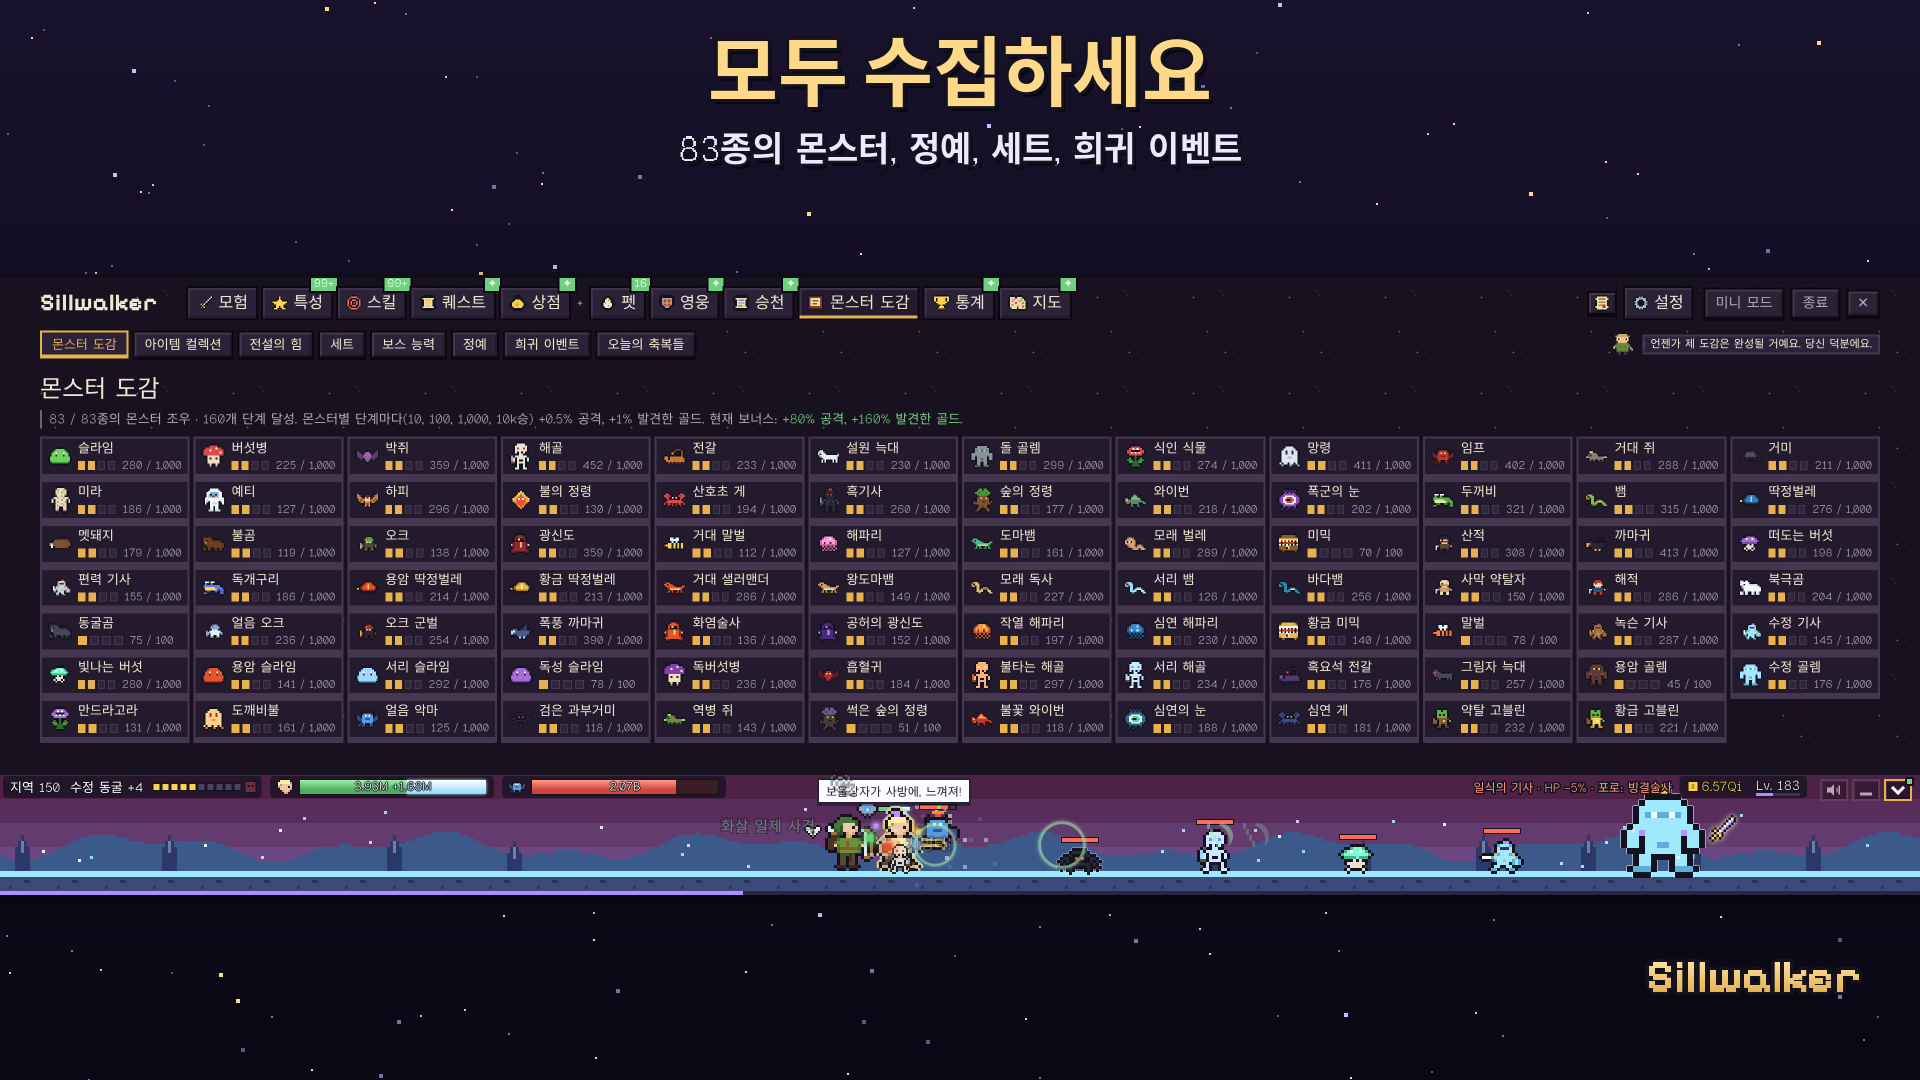 모두 수집하세요
83종의 몬스터, 정예, 세트, 희귀 이벤트
99+ 99+ 16
Sillwalker 모험 특성 스킬 퀘스트 상점 펫 영웅 승천 몬스터 도감 통계 지도 설정 미니 모드 종료 ×
몬스터 도감 아이템 컬렉션 전설의 힘 세트 보스 능력 정예 희귀 이벤트 오늘의 축복들 언젠가 제 도감은 완성될 거예요. 당신 덕분에요.
몬스터 도감
83 / 83종의 몬스터 조우 · 160개 단계 달성. 몬스터별 단계마다(10, 100, 1,000, 10k승) +0.5% 공격, +1% 발견한 골드. 현재 보너스: +80% 공격, +160% 발견한 골드.
슬라임 버섯병 박쥐 해골 전갈 설원 늑대 돌 골렘 식인 식물 망령 임프 거대 쥐 거미
280 / 1,000 225 / 1,000 359 / 1,000 452 / 1,000 233 / 1,000 230 / 1,000 299 / 1,000 274 / 1,000 411 / 1,000 402 / 1,000 288 / 1,000 211 / 1,000
미라 예티 하피 불의 정령 산호초 게 흑기사 숲의 정령 와이번 폭군의 눈 두꺼비 뱀 딱정벌레
186 / 1,000 127 / 1,000 296 / 1,000 130 / 1,000 194 / 1,000 260 / 1,000 177 / 1,000 218 / 1,000 202 / 1,000 321 / 1,000 315 / 1,000 276 / 1,000
멧돼지 불곰 오크 광신도 거대 말벌 해파리 도마뱀 모래 벌레 미믹 산적 까마귀 떠도는 버섯
179 / 1,000 119 / 1,000 138 / 1,000 359 / 1,000 112 / 1,000 127 / 1,000 161 / 1,000 289 / 1,000 70 / 100 308 / 1,000 413 / 1,000 198 / 1,000
편력 기사 독개구리 용암 딱정벌레 황금 딱정벌레 거대 샐러맨더 왕도마뱀 모래 독사 서리 뱀 바다뱀 사막 약탈자 해적 북극곰
155 / 1,000 186 / 1,000 214 / 1,000 213 / 1,000 286 / 1,000 149 / 1,000 227 / 1,000 126 / 1,000 256 / 1,000 150 / 1,000 286 / 1,000 204 / 1,000
동굴곰 얼음 오크 오크 군벌 폭풍 까마귀 화염술사 공허의 광신도 작열 해파리 심연 해파리 황금 미믹 말벌 녹슨 기사 수정 기사
75 / 100 236 / 1,000 254 / 1,000 390 / 1,000 136 / 1,000 152 / 1,000 197 / 1,000 230 / 1,000 140 / 1,000 78 / 100 287 / 1,000 145 / 1,000
빛나는 버섯 용암 슬라임 서리 슬라임 독성 슬라임 독버섯병 흡혈귀 불타는 해골 서리 해골 흑요석 전갈 그림자 늑대 용암 골렘 수정 골렘
280 / 1,000 141 / 1,000 292 / 1,000 78 / 100 236 / 1,000 184 / 1,000 297 / 1,000 234 / 1,000 176 / 1,000 257 / 1,000 45 / 100 176 / 1,000
만드라고라 도깨비불 얼음 악마 검은 과부거미 역병 쥐 썩은 숲의 정령 불꽃 와이번 심연의 눈 심연 게 약탈 고블린 황금 고블린
131 / 1,000 161 / 1,000 125 / 1,000 118 / 1,000 143 / 1,000 51 / 100 118 / 1,000 188 / 1,000 181 / 1,000 232 / 1,000 221 / 1,000
지역 150 수정 동굴 +4 3.98M +1.68M 2.07B 일식의 기사 · HP -5% · 포로: 빙결술사 6.57Qi Lv. 183
보물상자가 사방에, 느껴져!
화살 일제 사격
Sillwalker